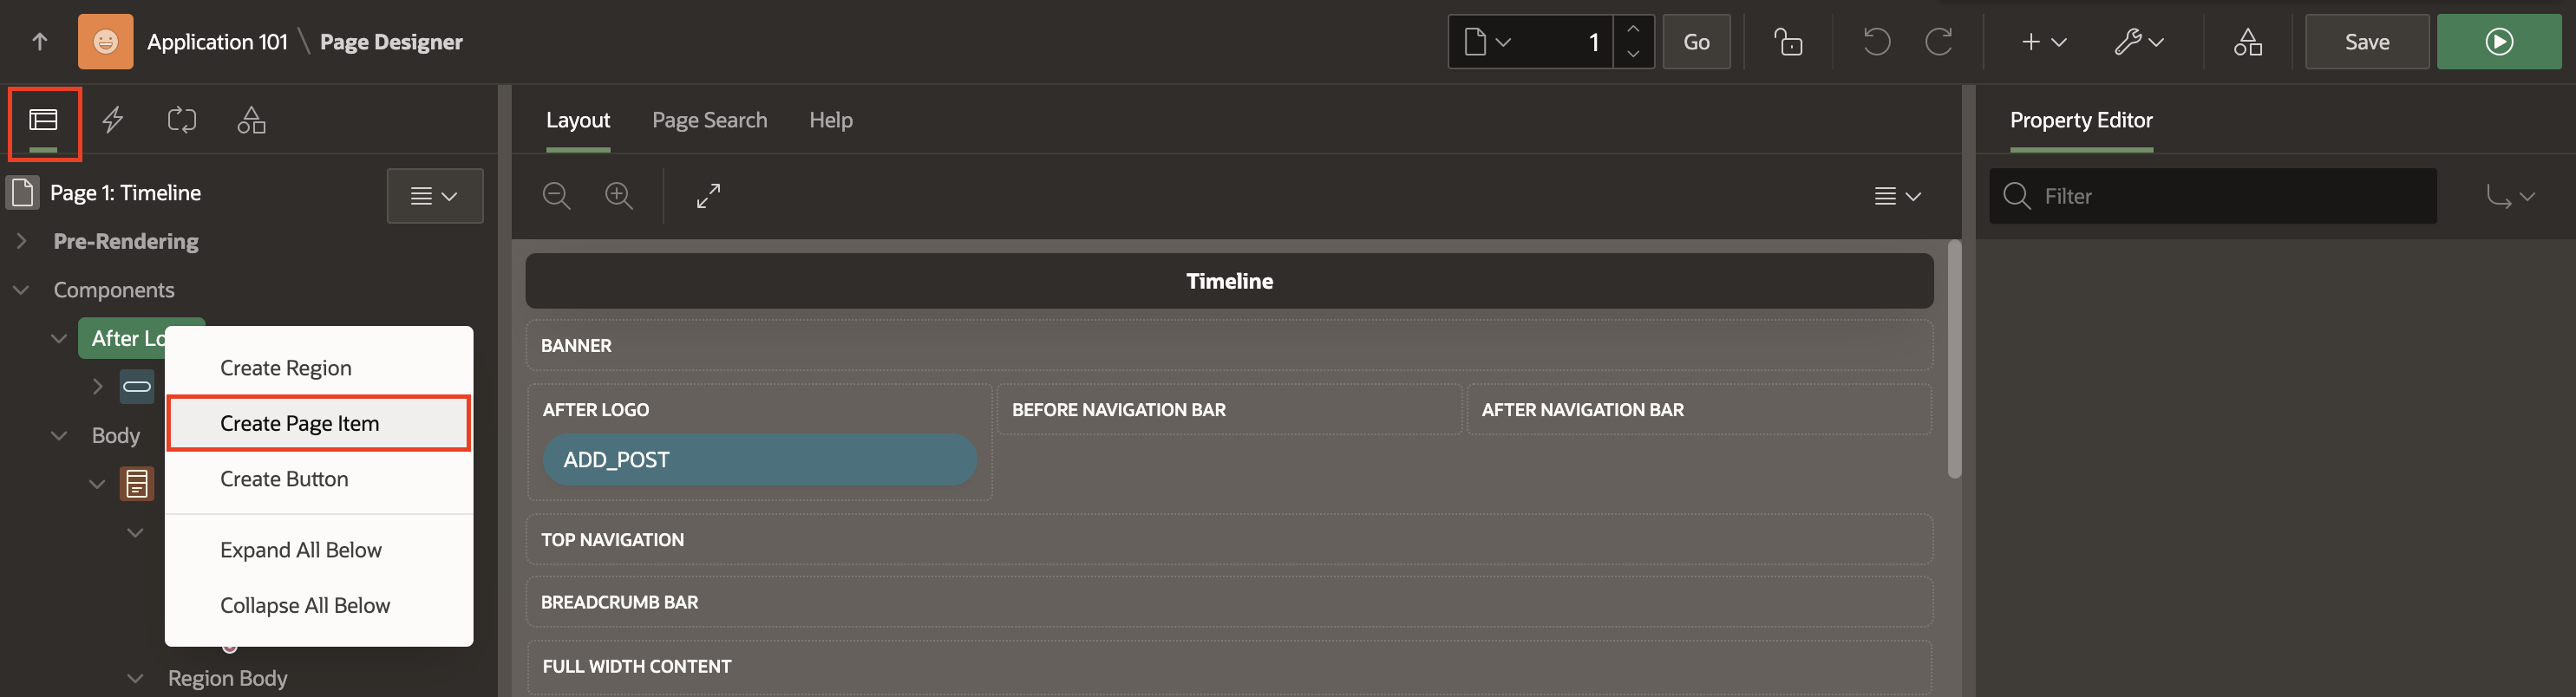 Application 101 \ Page Designer
1
Go
Save
Layout
Page Search
Help
Property Editor
Page 1: Timeline
Filter
Pre-Rendering
Components
After Lo
Body
Region Body
Create Region
Create Page Item
Create Button
Expand All Below
Collapse All Below
Timeline
BANNER
AFTER LOGO
BEFORE NAVIGATION BAR
AFTER NAVIGATION BAR
ADD_POST
TOP NAVIGATION
BREADCRUMB BAR
FULL WIDTH CONTENT